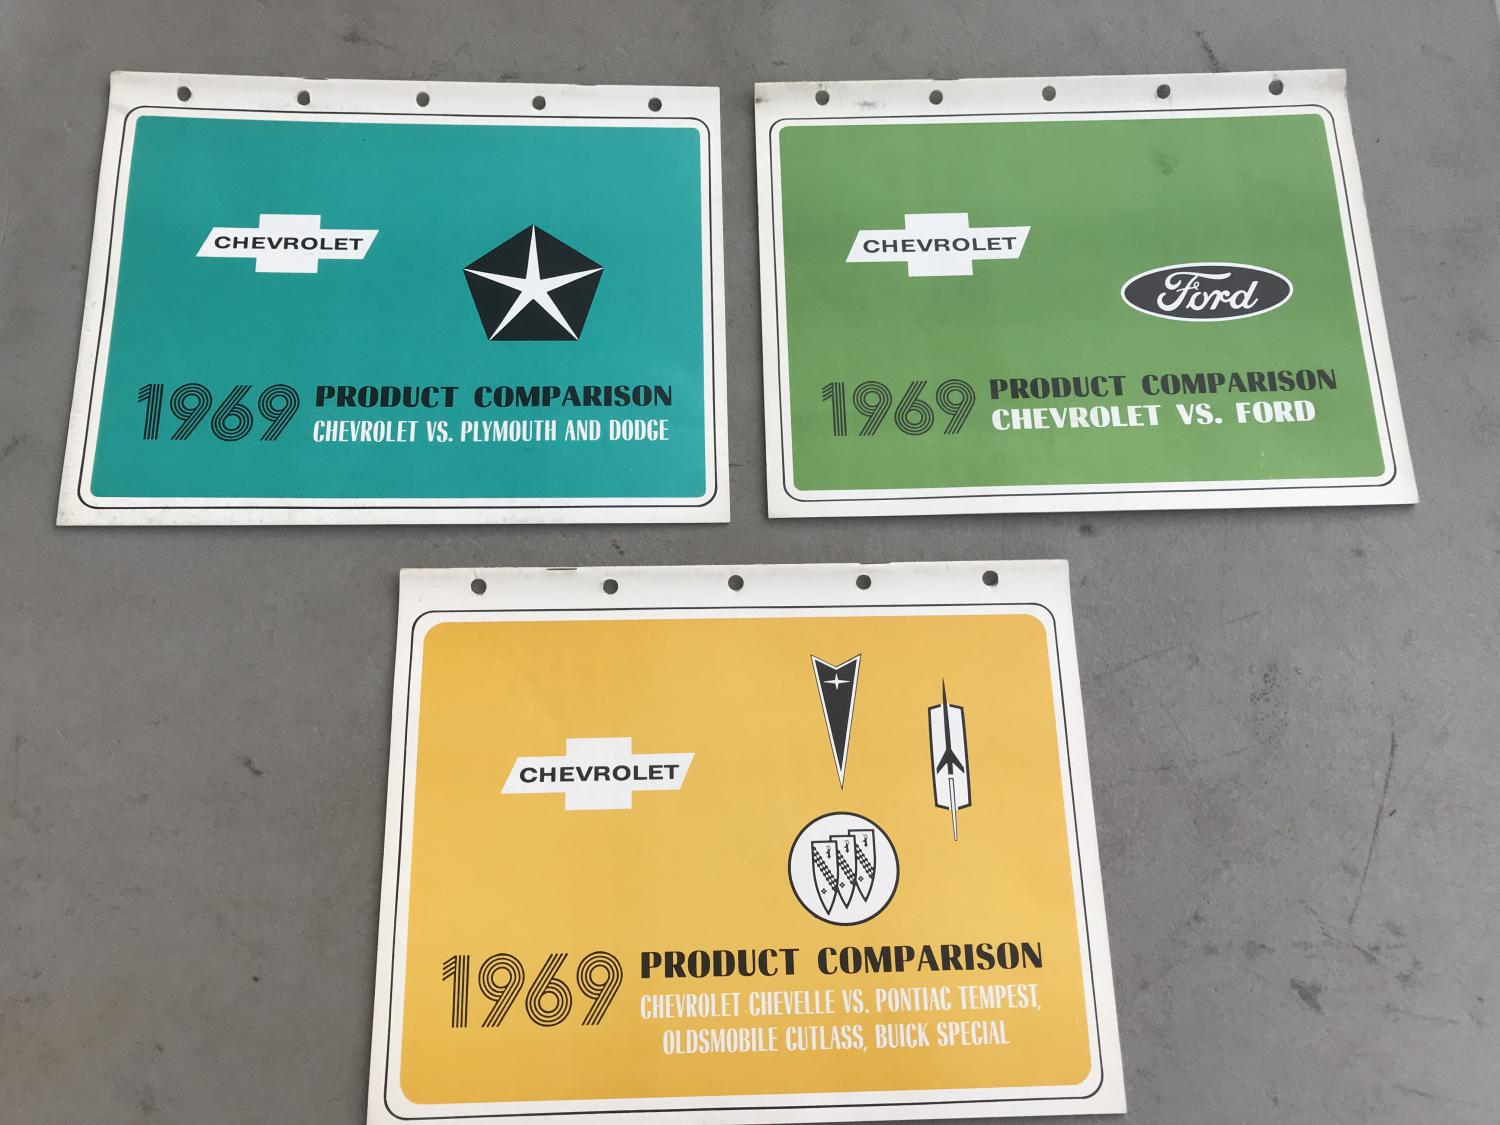 CHEVROLET
1969 PRODUCT COMPARISON
CHEVROLET VS. PLYMOUTH AND DODGE
CHEVROLET
Ford
1969 PRODUCT COMPARISON
CHEVROLET VS. FORD
CHEVROLET
1969 PRODUCT COMPARISON
CHEVROLET CHEVELLE VS. PONTIAC TEMPEST,
OLDSMOBILE CUTLASS, BUICK SPECIAL